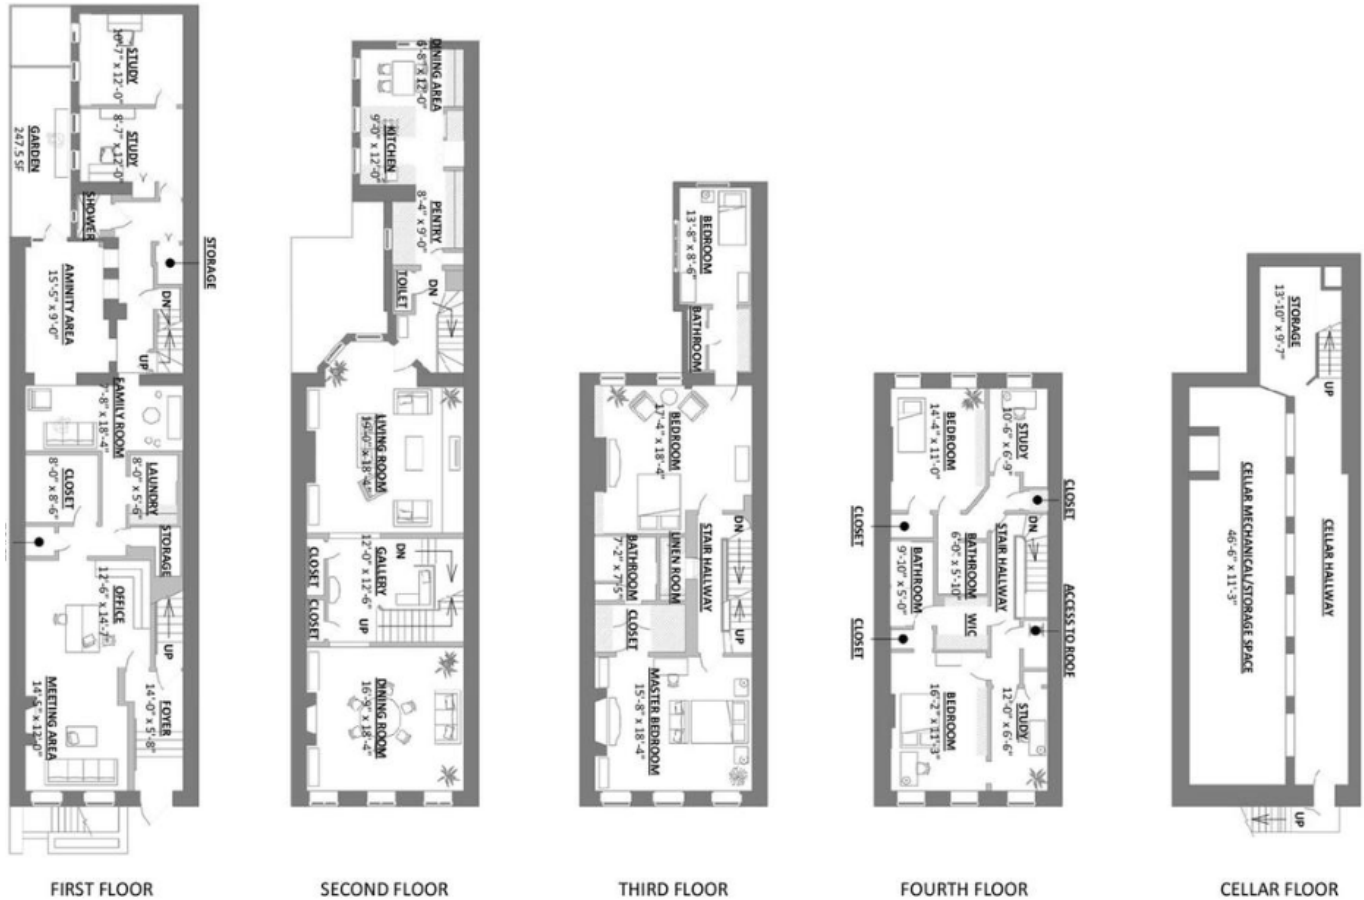 STUDY
10'-7" x 12'-0"
STUDY
8'-7" x 12'-0"
GARDEN
247.5 SF
SHOWER
STORAGE
AMINITY AREA
15'-5" x 9'-0"
DN
UP
FAMILY ROOM
7'-8" x 18'-4"
CLOSET
8'-0" x 8'-6"
LAUNDRY
8'-0" x 5'-6"
STORAGE
OFFICE
12'-6" x 14'-7"
UP
MEETING AREA
14'-5" x 12'-0"
FOYER
14'-0" x 5'-8"
FIRST FLOOR
DINING AREA
6'-8" x 12'-0"
KITCHEN
9'-0" x 12'-0"
PENTRY
8'-4" x 9'-0"
TOILET
DN
LIVING ROOM
19'-0" x 18'-4"
CLOSET
GALLERY
12'-0" x 12'-6"
DN
CLOSET
UP
DINING ROOM
16'-9" x 18'-4"
SECOND FLOOR
BEDROOM
13'-8" x 8'-6"
BATHROOM
BEDROOM
17'-4" x 18'-4"
BATHROOM
7'-2" x 7'-5"
LINEN ROOM
STAIR HALLWAY
DN
UP
CLOSET
MASTER BEDROOM
15'-8" x 18'-4"
THIRD FLOOR
BEDROOM
14'-4" x 11'-0"
STUDY
10'-6" x 6'-9"
CLOSET
CLOSET
BATHROOM
9'-10" x 5'-0"
BATHROOM
6'-0" x 5'-10"
STAIR HALLWAY
DN
ACCESS TO ROOF
CLOSET
WIC
BEDROOM
16'-2" x 11'-3"
STUDY
12'-0" x 6'-6"
FOURTH FLOOR
STORAGE
13'-10" x 9'-7"
UP
CELLAR MECHANICAL/STORAGE SPACE
46'-6" x 11'-3"
CELLAR HALLWAY
UP
CELLAR FLOOR